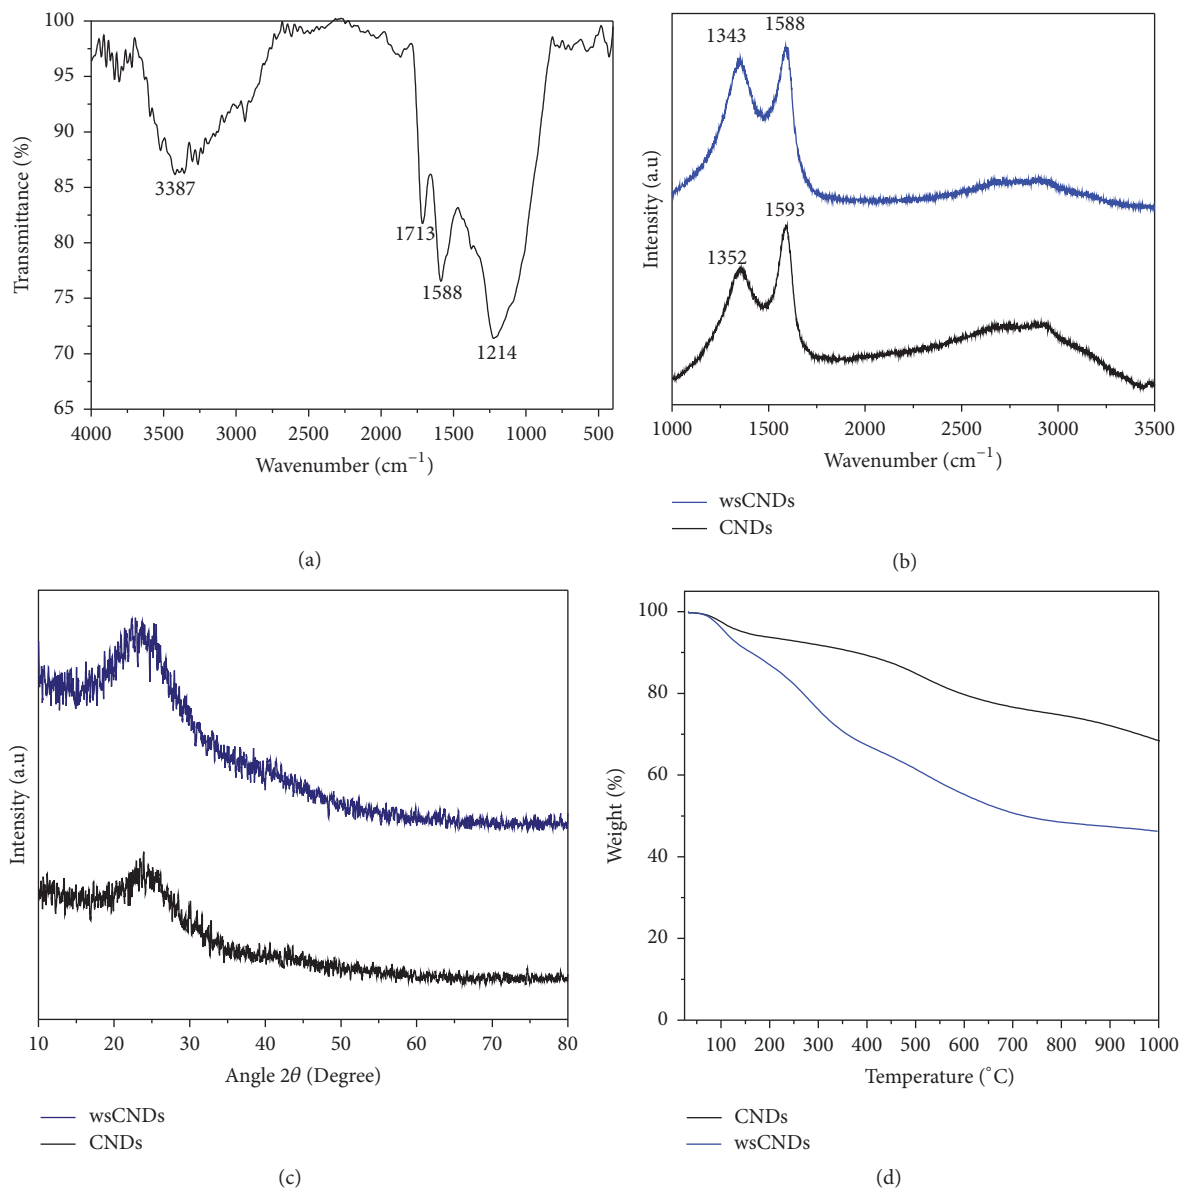 100
95
90
85
80
75
70
65
Transmittance (%)
3387
1713
1588
1214
4000 3500 3000 2500 2000 1500 1000 500
Wavenumber (cm−1)
(a)
Intensity (a.u)
1343
1588
1352
1593
1000 1500 2000 2500 3000 3500
Wavenumber (cm−1)
wsCNDs
CNDs
(b)
Intensity (a.u)
10 20 30 40 50 60 70 80
Angle 2θ (Degree)
wsCNDs
CNDs
(c)
100
80
60
40
20
0
Weight (%)
100 200 300 400 500 600 700 800 900 1000
Temperature (°C)
CNDs
wsCNDs
(d)